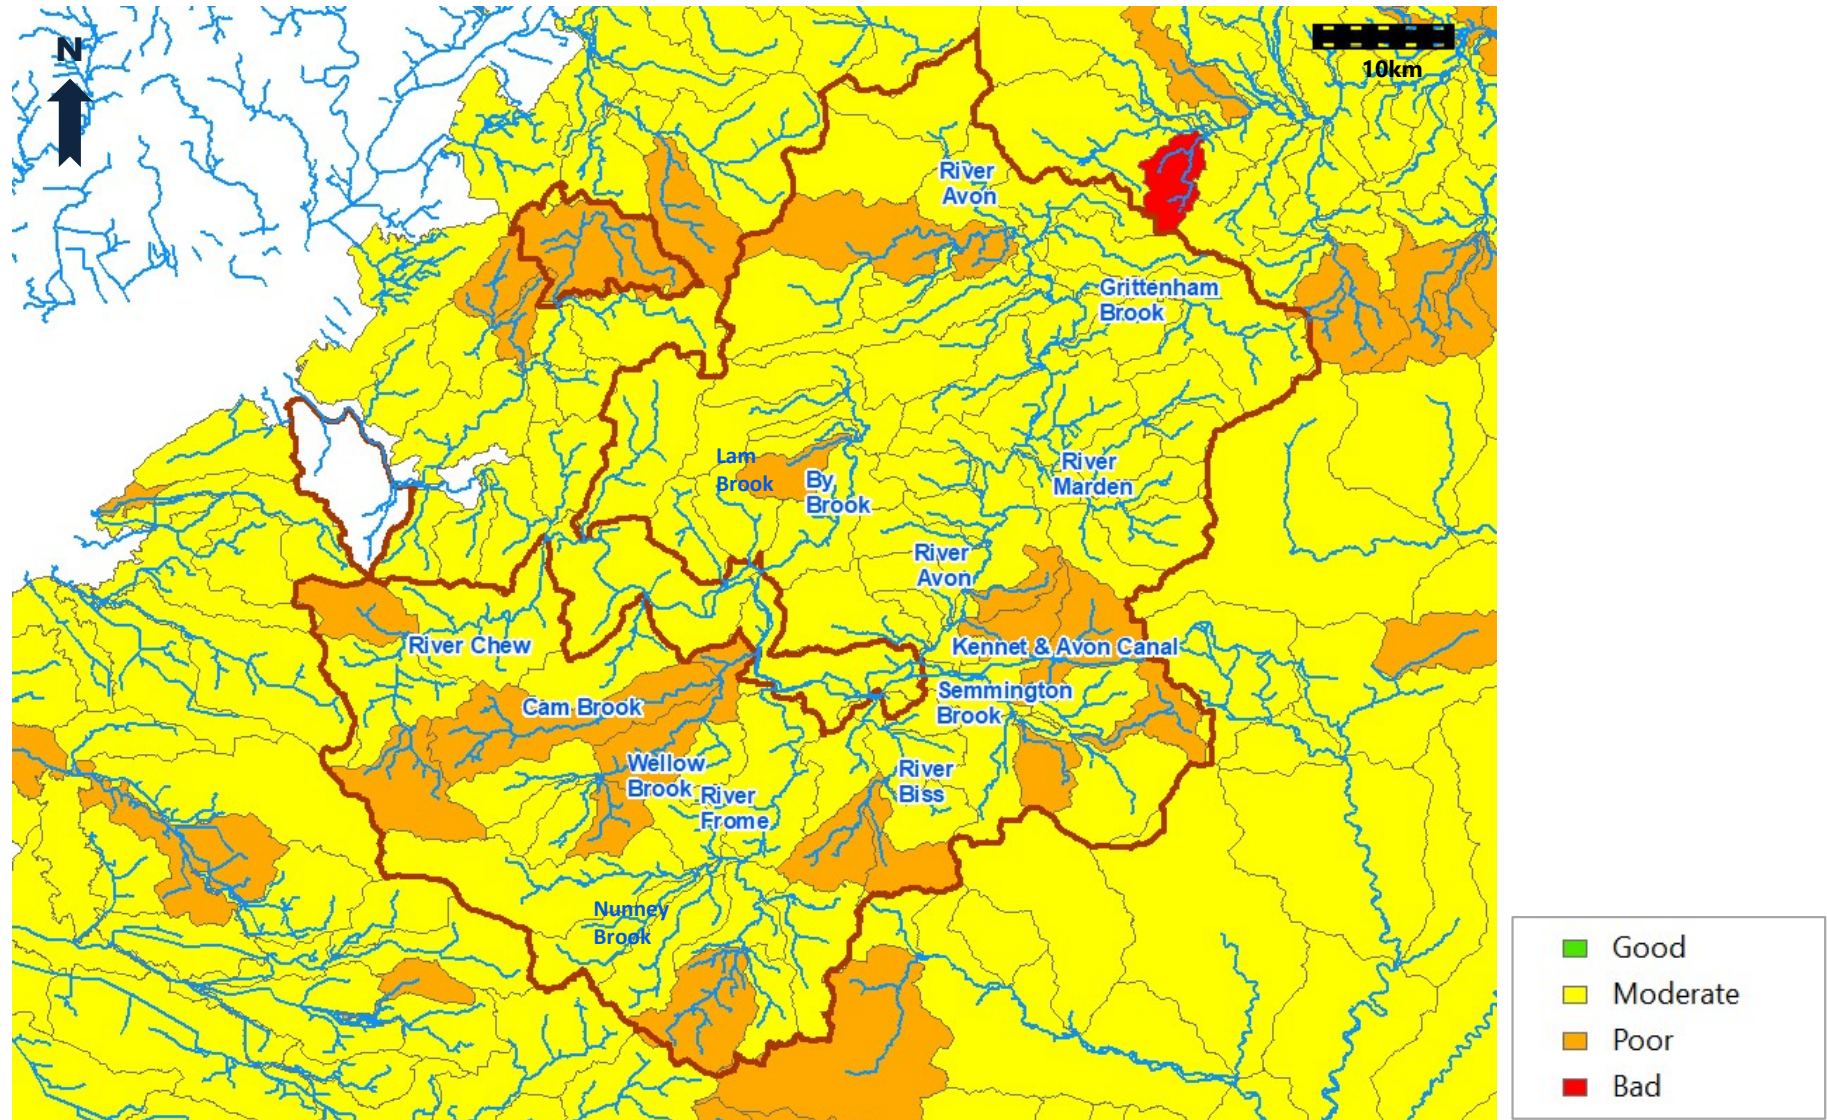 N
10km
River
Avon
Grittenham
Brook
Lam
Brook
By
Brook
River
Marden
River
Avon
River Chew
Kennet & Avon Canal
Semmington
Brook
Cam Brook
Wellow
Brook
River
Frome
River
Biss
Nunney
Brook
Good
Moderate
Poor
Bad